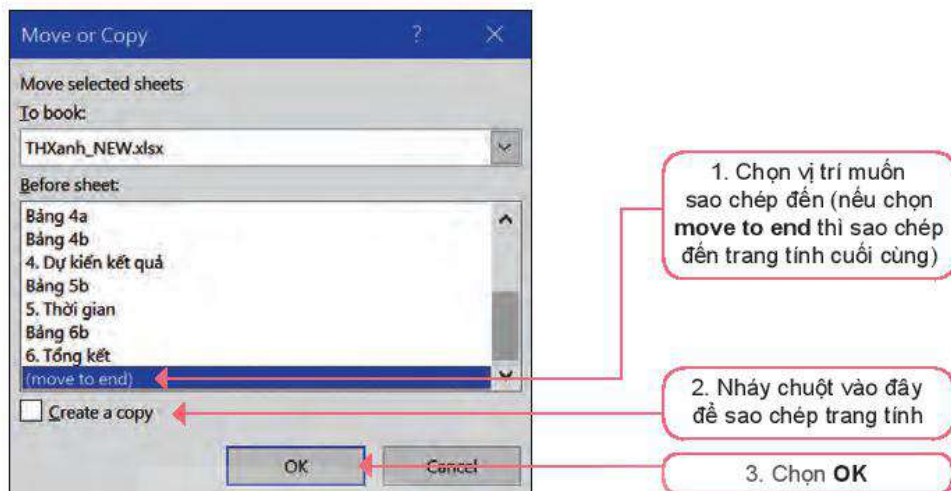 Move or Copy ? ×
Move selected sheets
To book:
THXanh_NEW.xlsx
Before sheet:
Bảng 4a
Bảng 4b
4. Dự kiến kết quả
Bảng 5b
5. Thời gian
Bảng 6b
6. Tổng kết
(move to end)
Create a copy
OK
Cancel
1. Chọn vị trí muốn
sao chép đến (nếu chọn
move to end thì sao chép
đến trang tính cuối cùng)
2. Nháy chuột vào đây
để sao chép trang tính
3. Chọn OK